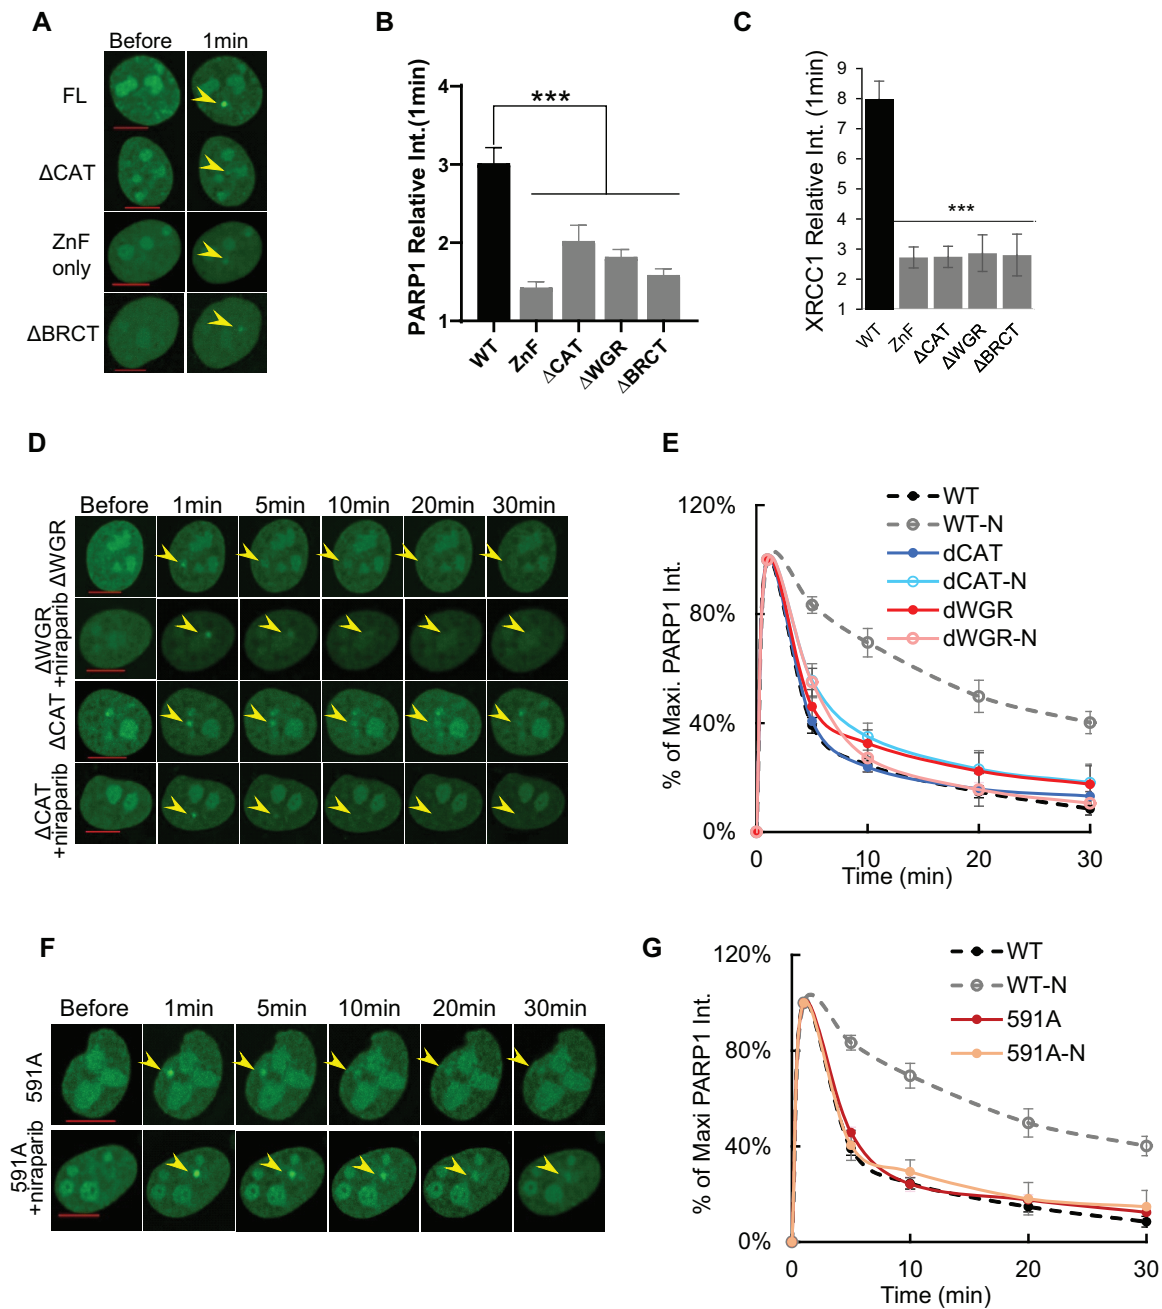 A
Before 1min
FL
ΔCAT
ZnF
only
ΔBRCT
B
PARP1 Relative Int.(1min)
4
3
2
1
***
WT
ZnF
ΔCAT
ΔWGR
ΔBRCT
C
XRCC1 Relative Int. (1min)
9
8
7
6
5
4
3
2
1
***
WT
ZnF
ΔCAT
ΔWGR
ΔBRCT
D
Before 1min 5min 10min 20min 30min
ΔWGR
ΔWGR
+niraparib
ΔCAT
ΔCAT
+niraparib
E
% of Maxi. PARP1 Int.
120%
80%
40%
0%
0 10 20 30
Time (min)
WT
WT-N
dCAT
dCAT-N
dWGR
dWGR-N
F
Before 1min 5min 10min 20min 30min
591A
591A
+niraparib
G
% of Maxi PARP1 Int.
120%
80%
40%
0%
0 10 20 30
Time (min)
WT
WT-N
591A
591A-N